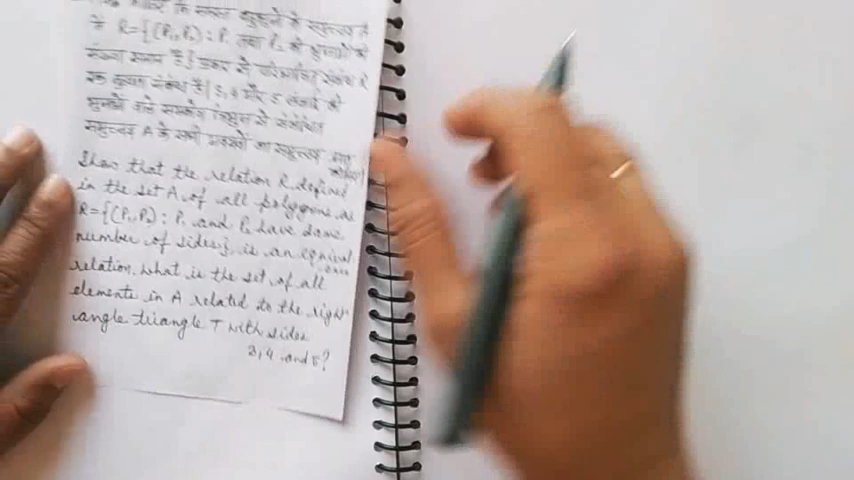 R={(P₁,P₂): P₁ तथा P₂ की भुजाओं की
संख्या समान है} प्रकार से परिभाषित संबंध R
एक तुल्यता संबंध है| 3, 4 और 5 लंबाई की
भुजाओं वाले समकोण त्रिभुज से संबंधित
समुच्चय A के सभी अवयवों का समुच्चय
Show that the relation R defined
in the set A of all polygons as
R={(P₁,P₂): P₁ and P₂ have same
number of sides}, is an equival
ence
relation. What is the set of all
elements in A related to the right
angle triangle T with sides
3, 4 and 5?